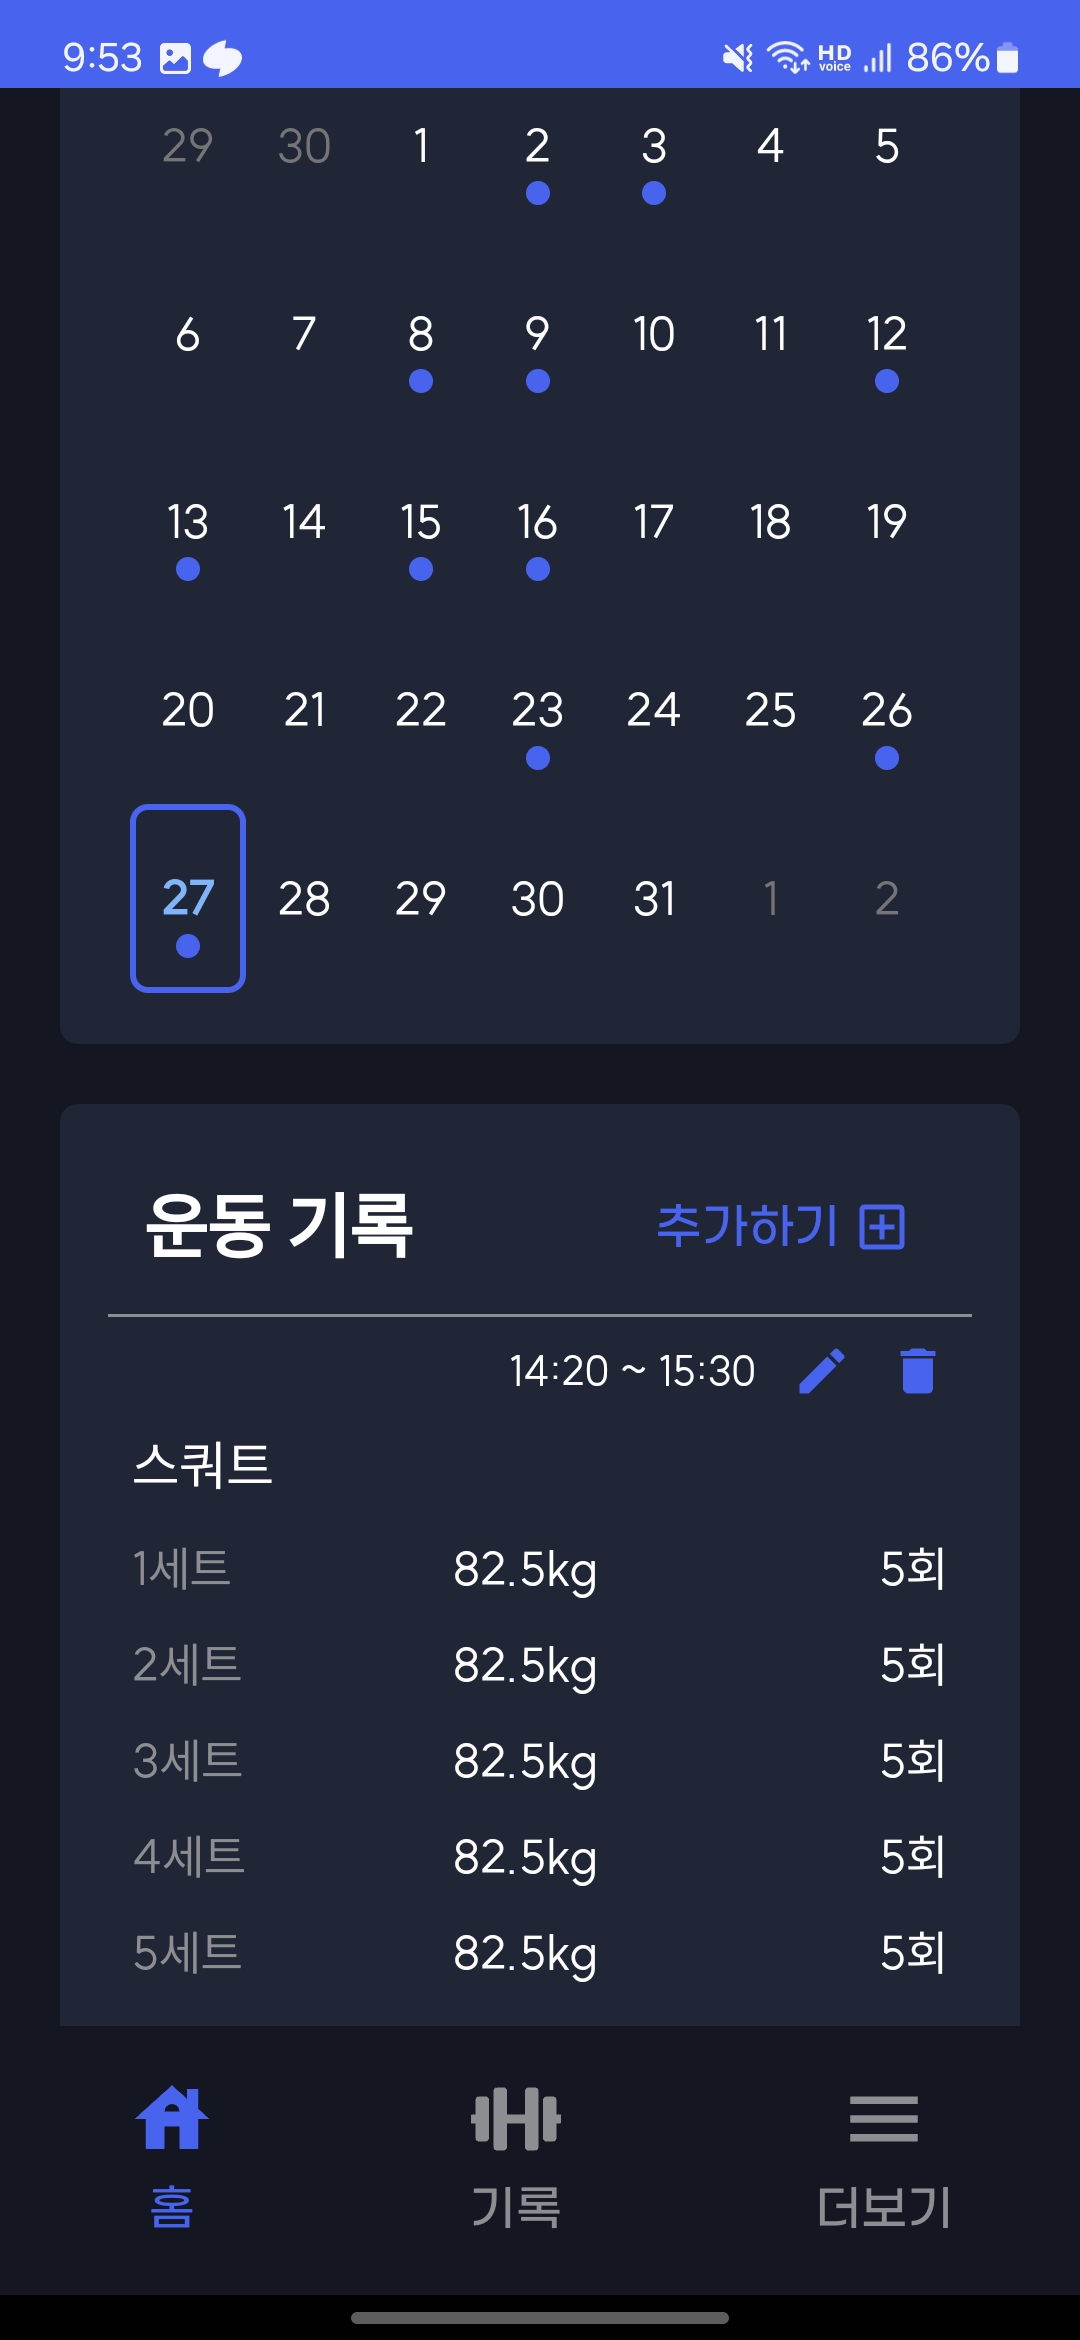 9:53 HD voice 86%
29 30 1 2 3 4 5
6 7 8 9 10 11 12
13 14 15 16 17 18 19
20 21 22 23 24 25 26
27 28 29 30 31 1 2
운동 기록 추가하기
14:20 ~ 15:30
스쿼트
1세트 82.5kg 5회
2세트 82.5kg 5회
3세트 82.5kg 5회
4세트 82.5kg 5회
5세트 82.5kg 5회
홈 기록 더보기